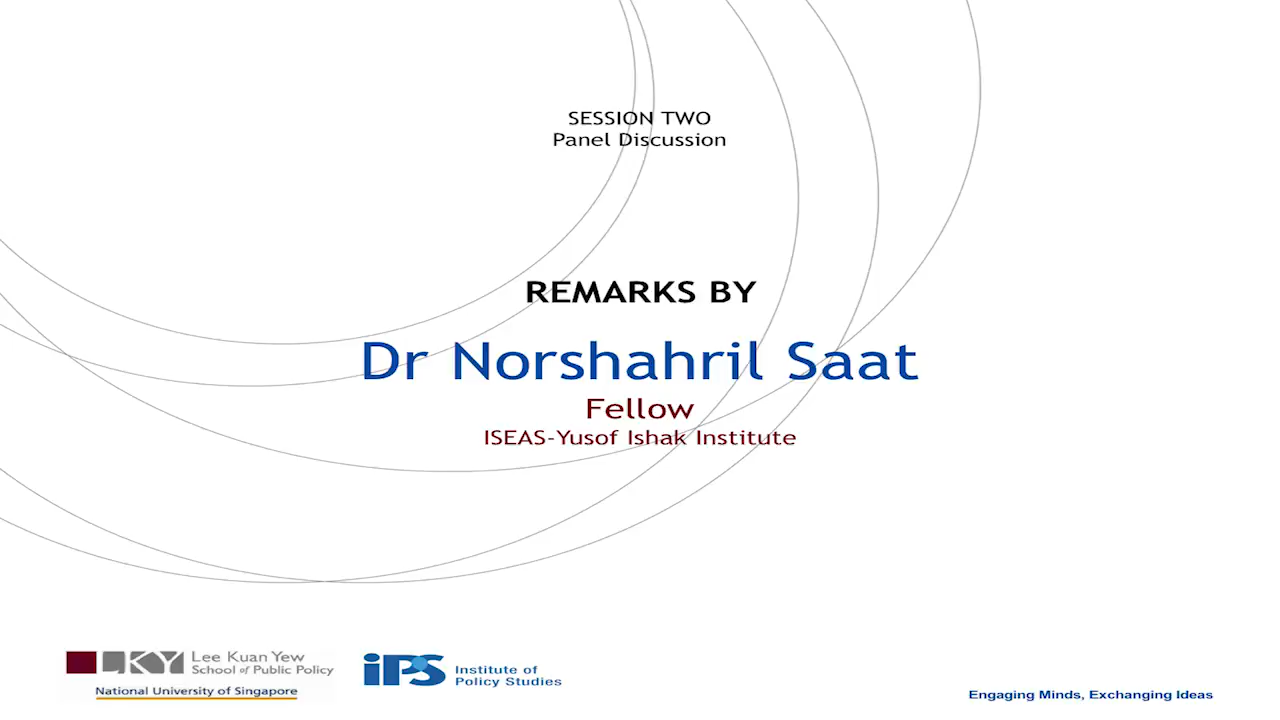 SESSION TWO
Panel Discussion
REMARKS BY
Dr Norshahril Saat
Fellow
ISEAS-Yusof Ishak Institute
LKY Lee Kuan Yew
School of Public Policy
National University of Singapore
iPS Institute of
Policy Studies
Engaging Minds, Exchanging Ideas